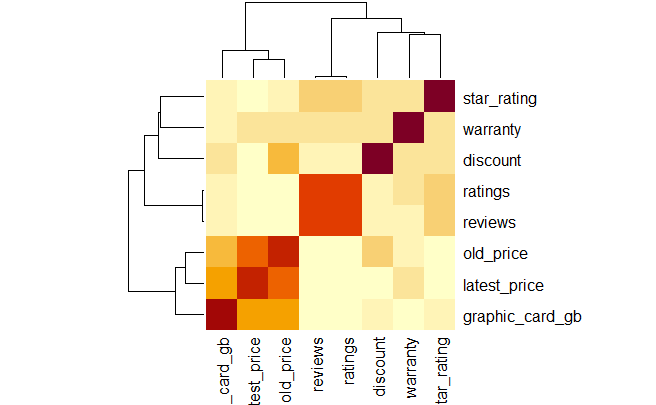 star_rating
warranty
discount
ratings
reviews
old_price
latest_price
graphic_card_gb
_card_gb
test_price
old_price
reviews
ratings
discount
warranty
tar_rating